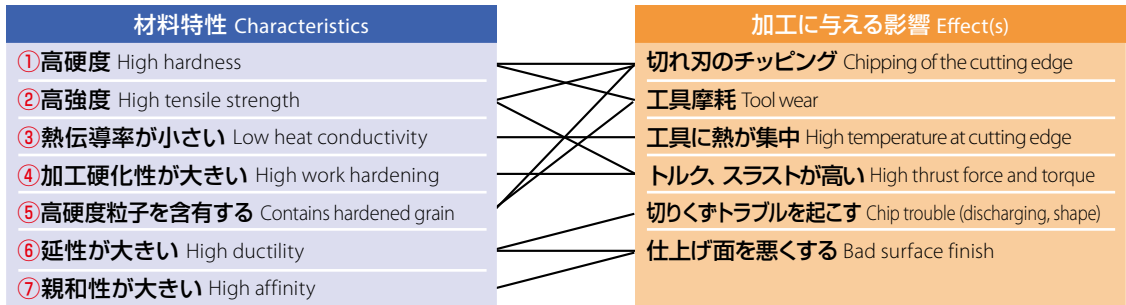 材料特性 Characteristics
①高硬度 High hardness
②高強度 High tensile strength
③熱伝導率が小さい Low heat conductivity
④加工硬化性が大きい High work hardening
⑤高硬度粒子を含有する Contains hardened grain
⑥延性が大きい High ductility
⑦親和性が大きい High affinity
加工に与える影響 Effect(s)
切れ刃のチッピング Chipping of the cutting edge
工具摩耗 Tool wear
工具に熱が集中 High temperature at cutting edge
トルク、スラストが高い High thrust force and torque
切りくずトラブルを起こす Chip trouble (discharging, shape)
仕上げ面を悪くする Bad surface finish